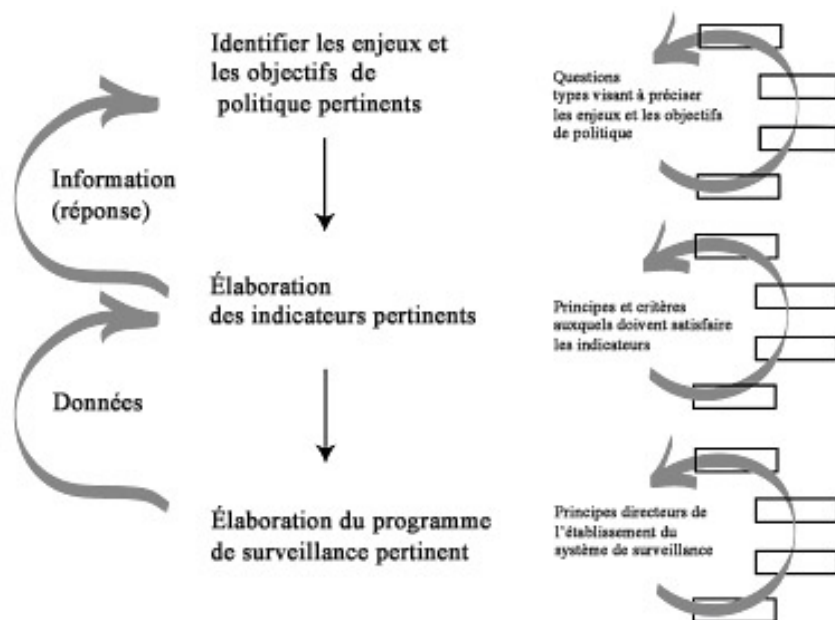 Identifier les enjeux et
les objectifs de
politique pertinents
Information
(réponse)
Élaboration
des indicateurs pertinents
Données
Élaboration du programme
de surveillance pertinent
Questions
types visant à préciser
les enjeux et les objectifs
de politique
Principes et critères
auxquels doivent satisfaire
les indicateurs
Principes directeurs de
l'établissement du
système de surveillance